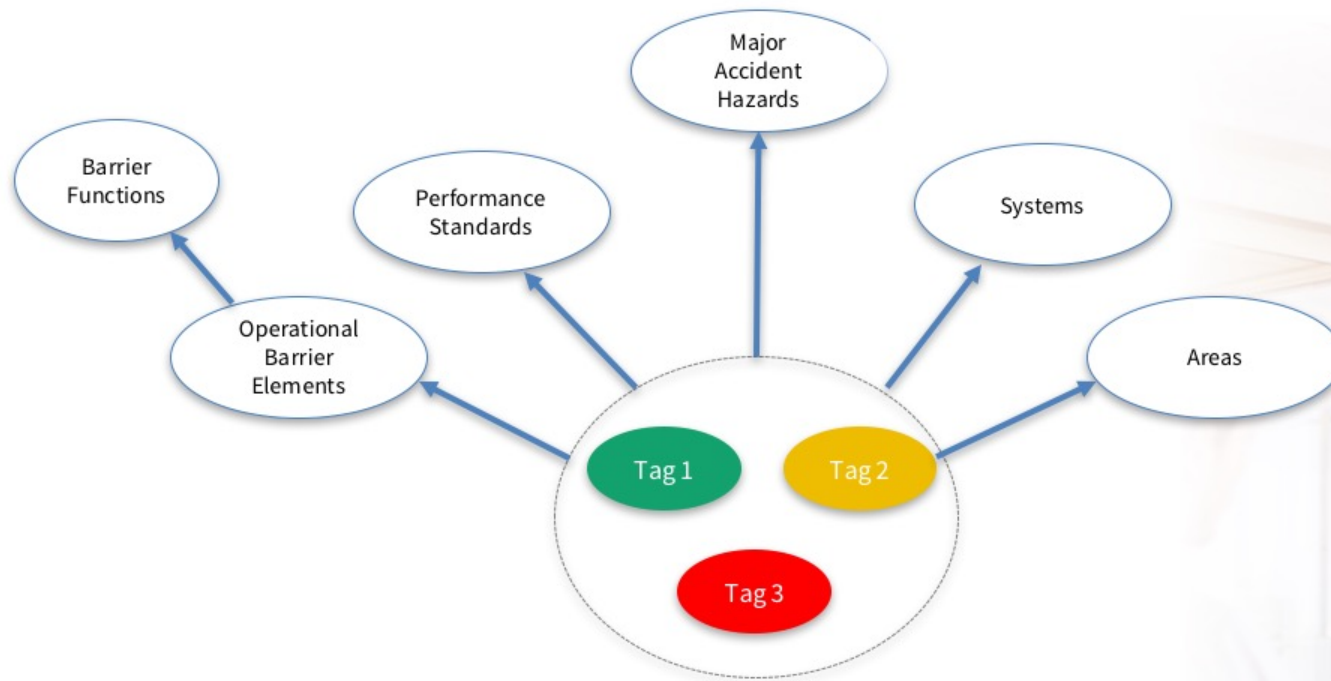 Major
Accident
Hazards
Barrier
Functions
Performance
Standards
Systems
Operational
Barrier
Elements
Areas
Tag 1
Tag 2
Tag 3